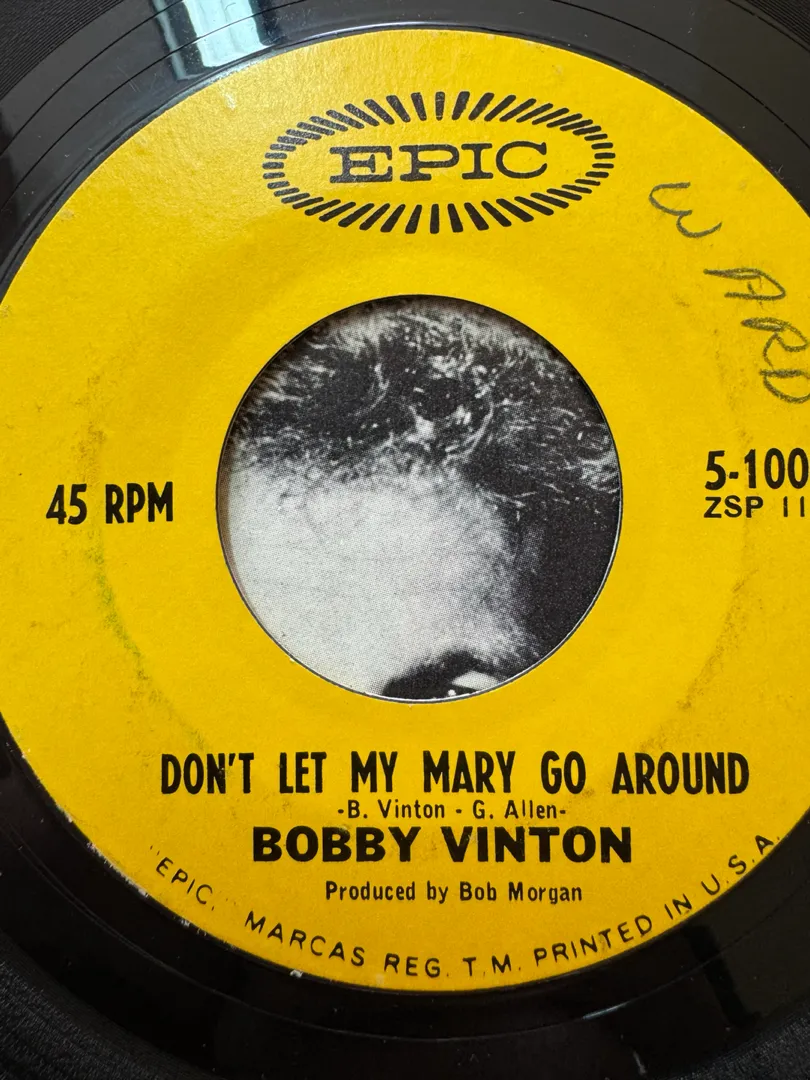 EPIC
WARD
45 RPM
5-100
ZSP 11
DON'T LET MY MARY GO AROUND
-B. Vinton - G. Allen-
BOBBY VINTON
Produced by Bob Morgan
"EPIC, MARCAS REG. T.M. PRINTED IN U.S.A.